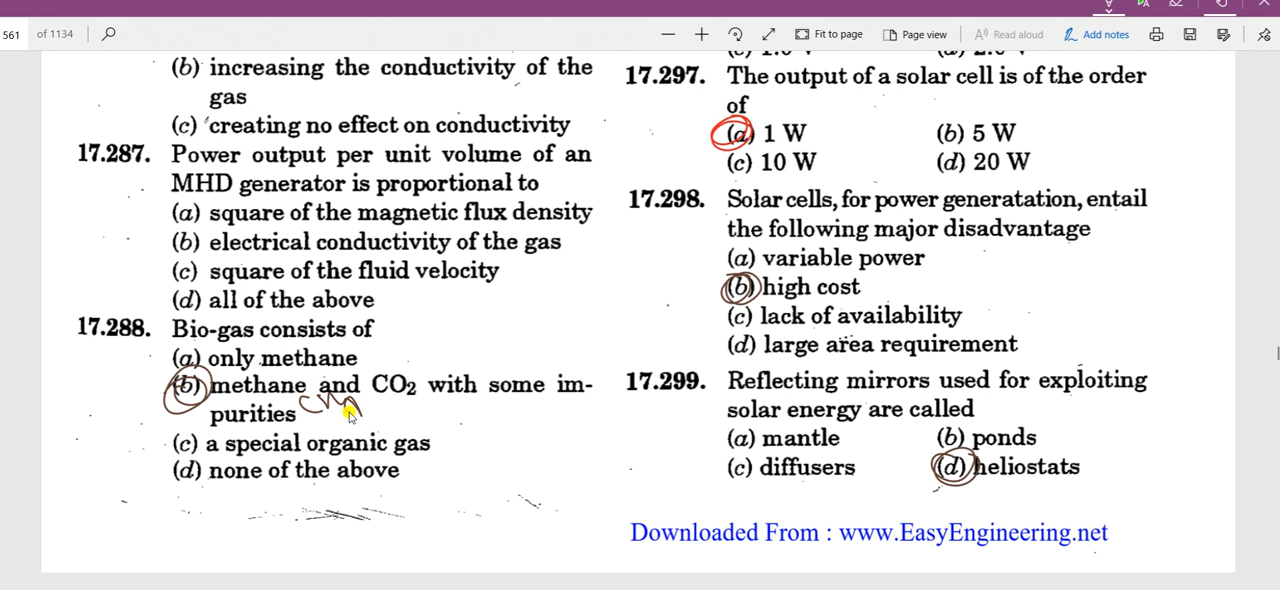 561 of 1134
Fit to page
Page view
Read aloud
Add notes
(b) increasing the conductivity of the
gas
(c) creating no effect on conductivity
17.287. Power output per unit volume of an
MHD generator is proportional to
(a) square of the magnetic flux density
(b) electrical conductivity of the gas
(c) square of the fluid velocity
(d) all of the above
17.288. Bio-gas consists of
(a) only methane
(b) methane and CO2 with some im-
purities
(c) a special organic gas
(d) none of the above
17.297. The output of a solar cell is of the order
of
(a) 1 W (b) 5 W
(c) 10 W (d) 20 W
17.298. Solar cells, for power generatation, entail
the following major disadvantage
(a) variable power
(b) high cost
(c) lack of availability
(d) large area requirement
17.299. Reflecting mirrors used for exploiting
solar energy are called
(a) mantle (b) ponds
(c) diffusers (d) heliostats
Downloaded From : www.EasyEngineering.net